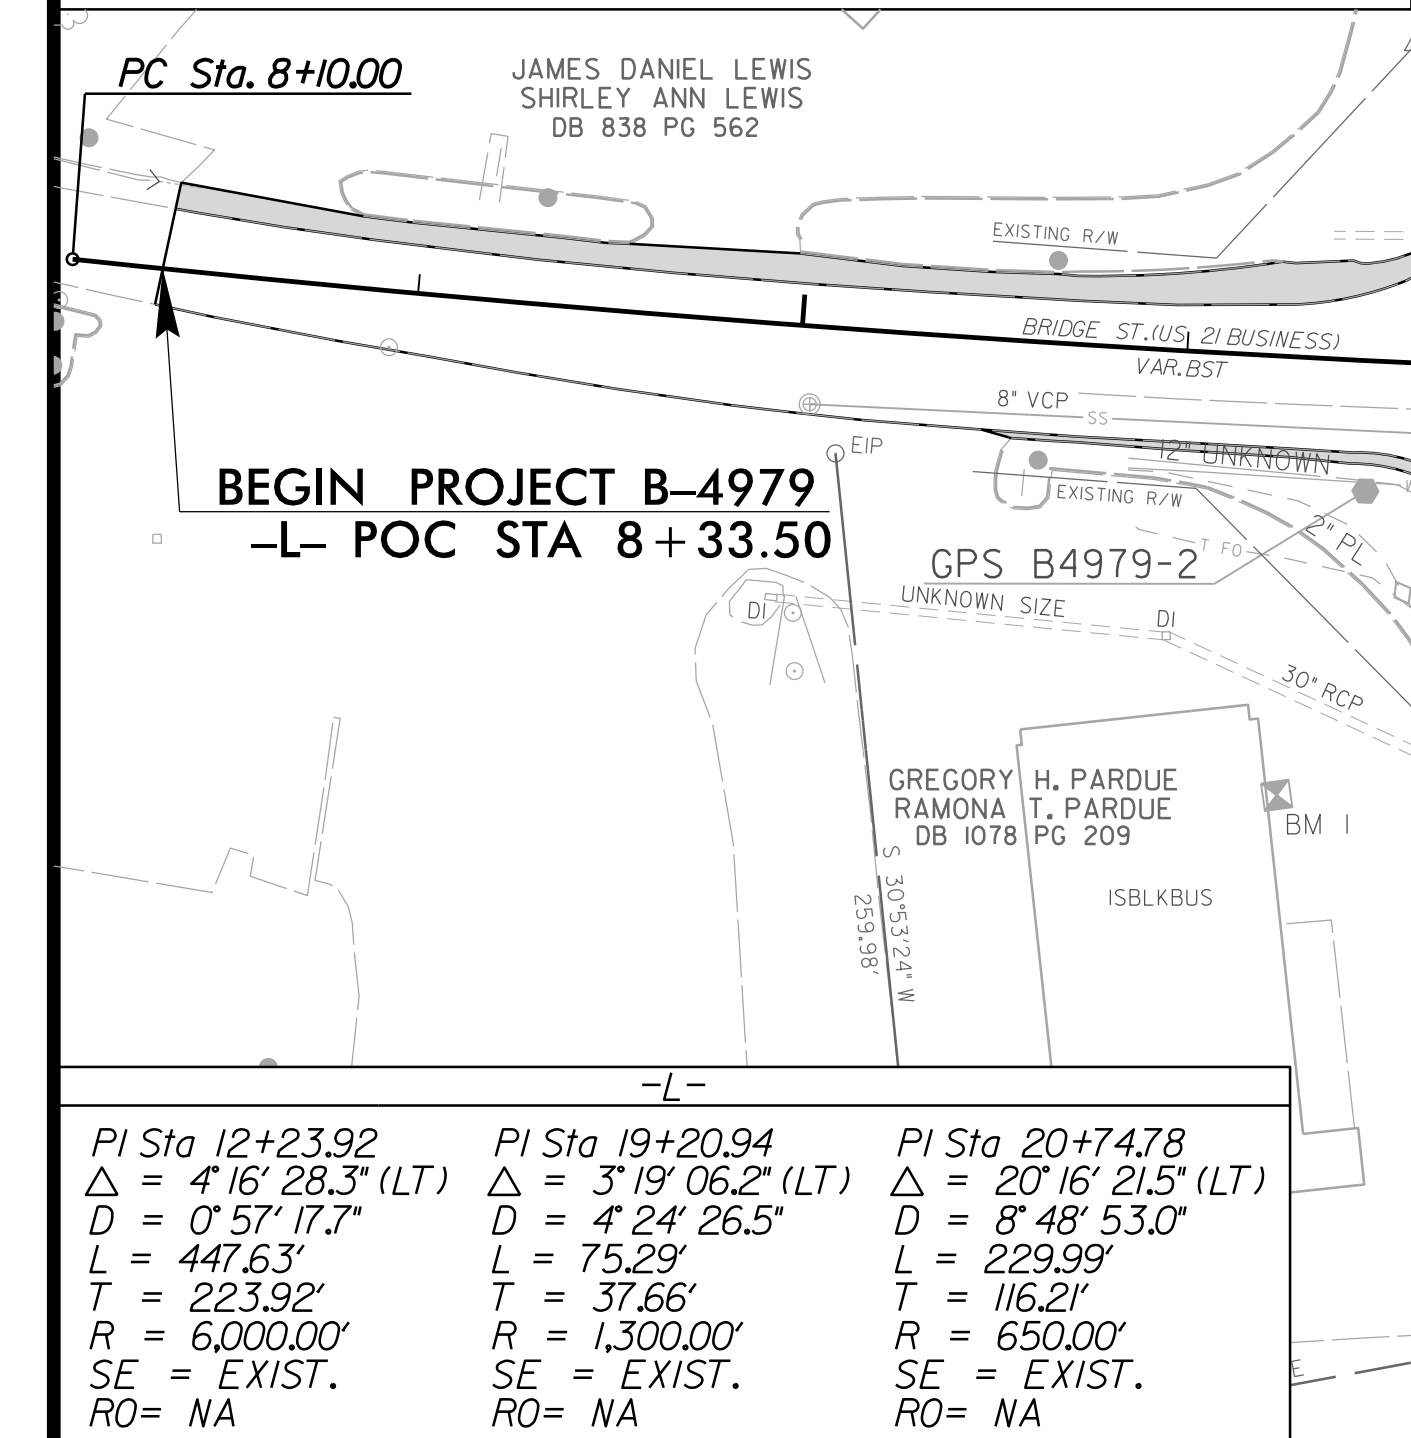 PC Sta. 8+10.00
JAMES DANIEL LEWIS
SHIRLEY ANN LEWIS
DB 838 PG 562
EXISTING R/W
BRIDGE ST.(US 21 BUSINESS)
VAR.BST
8" VCP
SS
EIP
12" UNKNOWN
EXISTING R/W
BEGIN PROJECT B-4979
-L- POC STA 8+33.50
2" PL
T FO
GPS B4979-2
UNKNOWN SIZE
DI
DI
30" RCP
GREGORY H. PARDUE
RAMONA T. PARDUE
DB 1078 PG 209
BM 1
S 30°53'24" W
259.98'
ISBLKBUS
-L-
PI Sta 12+23.92
△ = 4° 16' 28.3" (LT)
D = 0° 57' 17.7"
L = 447.63'
T = 223.92'
R = 6,000.00'
SE = EXIST.
RO= NA
PI Sta 19+20.94
△ = 3° 19' 06.2" (LT)
D = 4° 24' 26.5"
L = 75.29'
T = 37.66'
R = 1,300.00'
SE = EXIST.
RO= NA
PI Sta 20+74.78
△ = 20° 16' 21.5" (LT)
D = 8° 48' 53.0"
L = 229.99'
T = 116.21'
R = 650.00'
SE = EXIST.
RO= NA
E